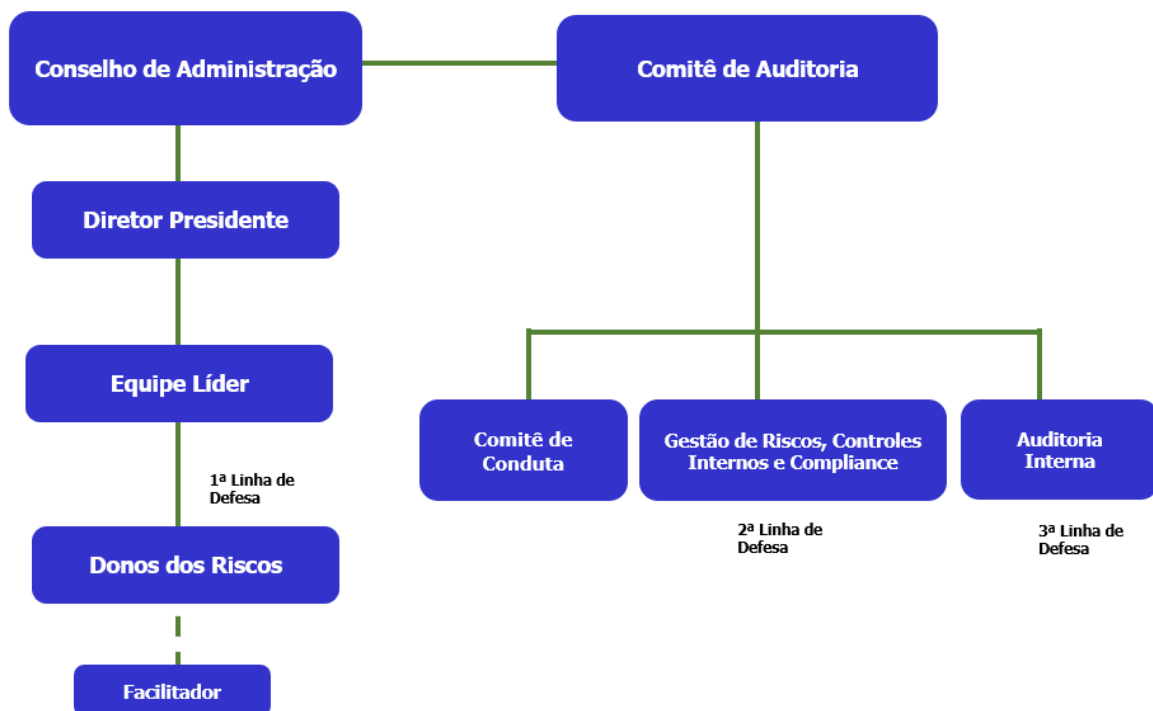 Conselho de Administração
Comitê de Auditoria
Diretor Presidente
Equipe Líder
1ª Linha de
Defesa
Donos dos Riscos
Facilitador
Comitê de
Conduta
Gestão de Riscos, Controles
Internos e Compliance
2ª Linha de
Defesa
Auditoria
Interna
3ª Linha de
Defesa